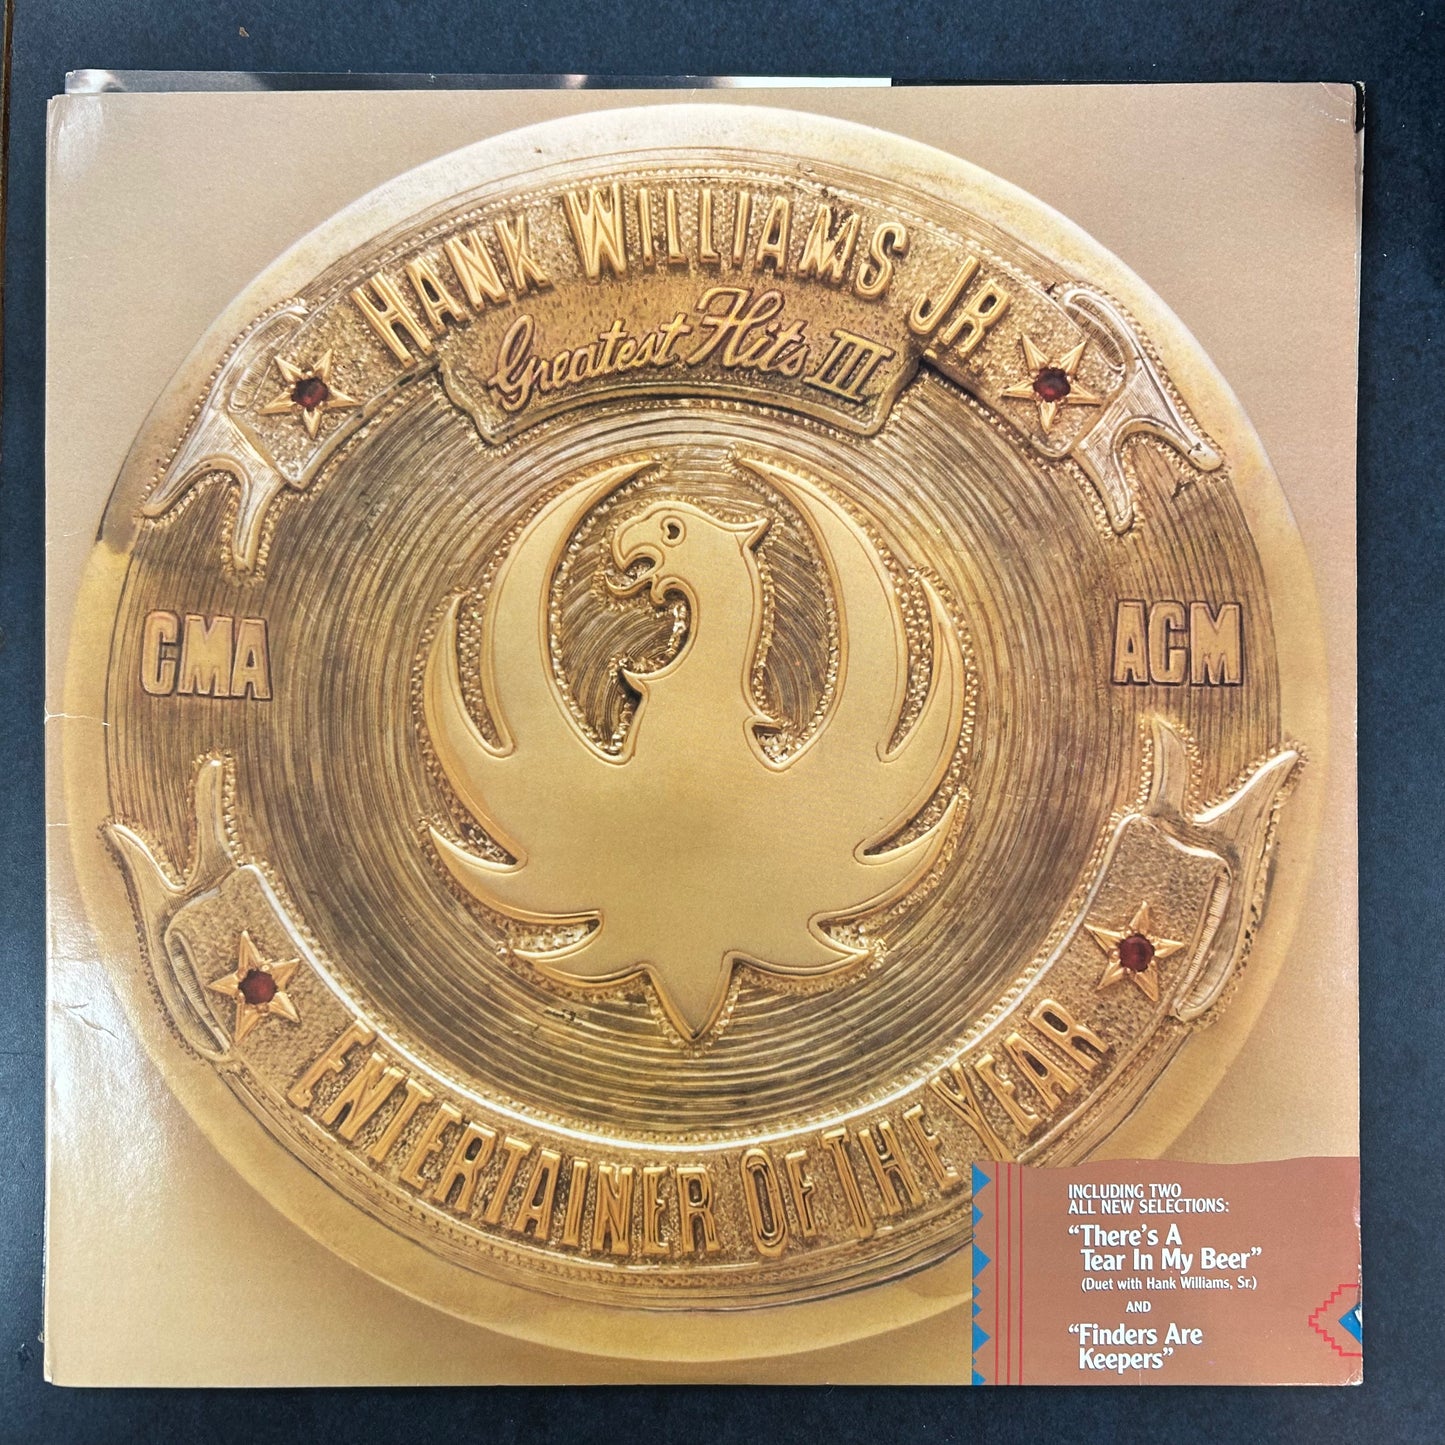 HANK WILLIAMS JR
Greatest Hits III
CMA
ACM
ENTERTAINER OF THE YEAR
INCLUDING TWO
ALL NEW SELECTIONS:
“There's A
Tear In My Beer”
(Duet with Hank Williams, Sr.)
AND
“Finders Are
Keepers”